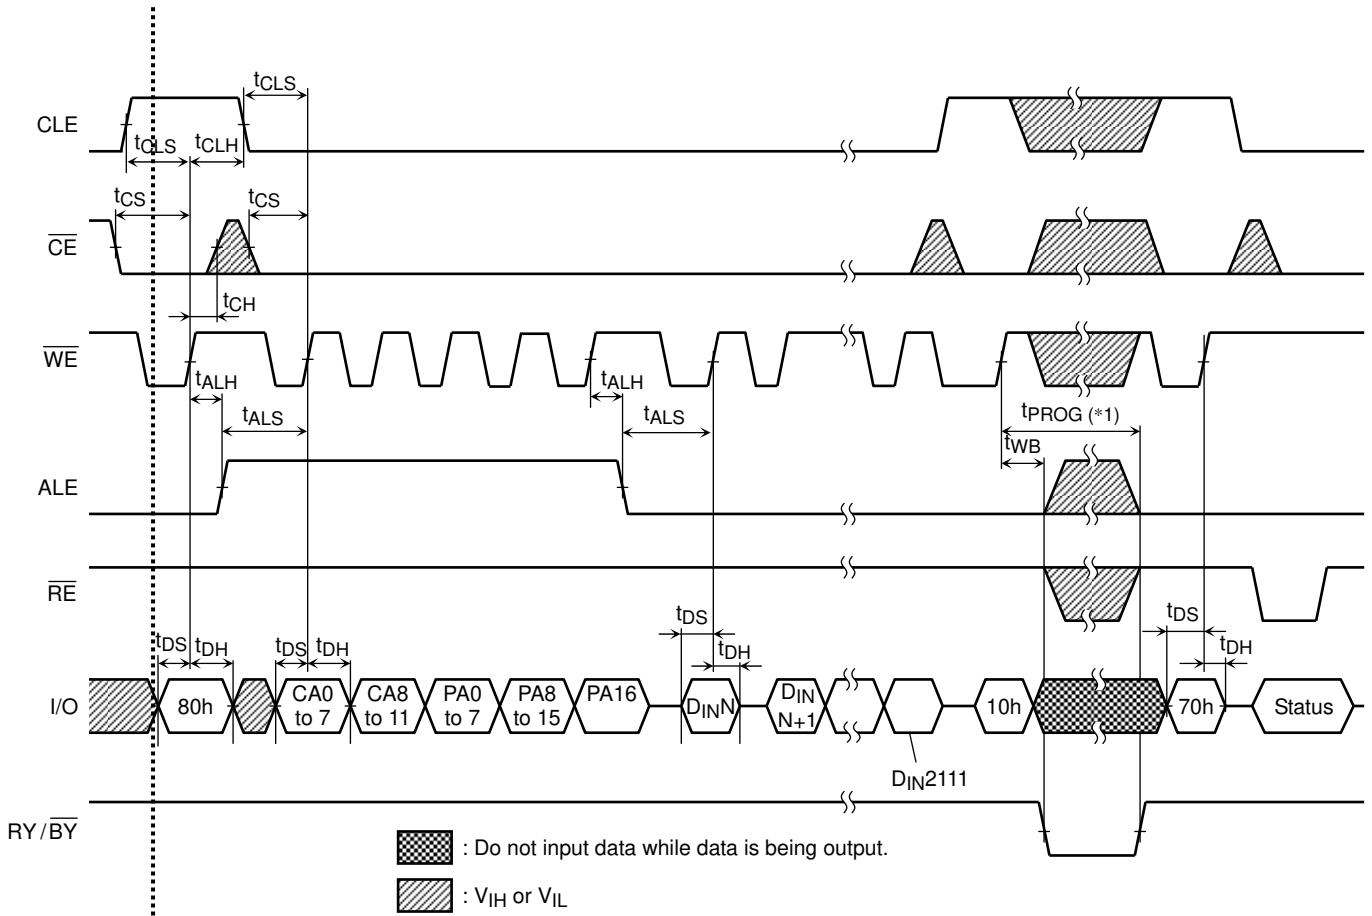 tCLS
CLE
tCLS tCLH
tCS tCS
CE
tCH
WE
tALH tALH
tALS tALS tPROG (*1)
tWB
ALE
RE
tDS tDH tDS tDH tDS tDH tDS tDH
I/O
80h
CA0
to 7
CA8
to 11
PA0
to 7
PA8
to 15
PA16
DINN
DIN
N+1
10h
70h
Status
DIN2111
RY/BY
: Do not input data while data is being output.
: VIH or VIL